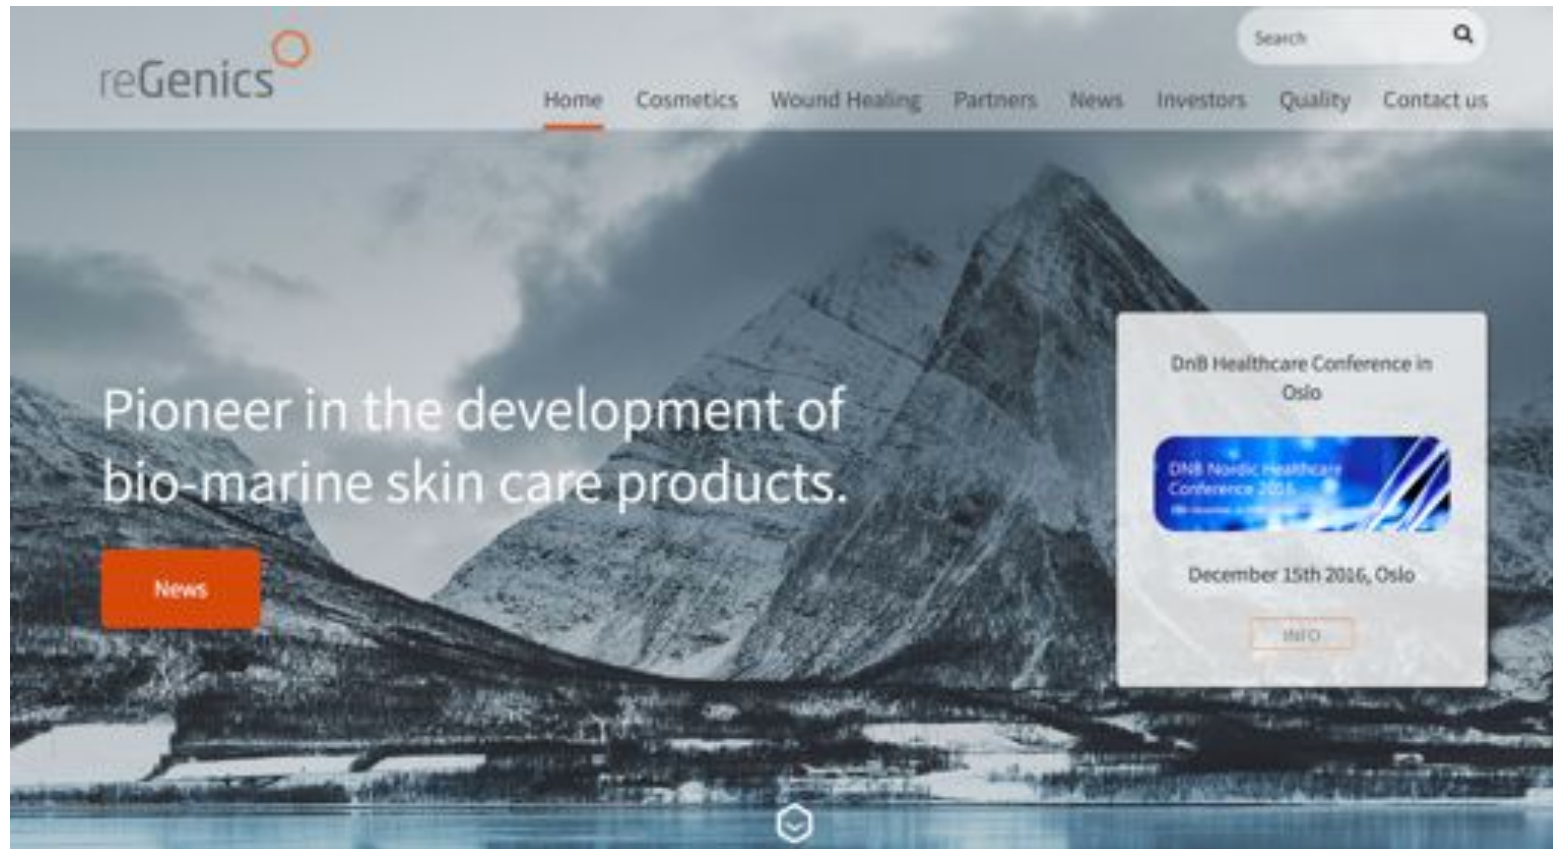 reGenics
Search
Home Cosmetics Wound Healing Partners News Investors Quality Contact us
Pioneer in the development of
bio-marine skin care products.
News
DnB Healthcare Conference in
Oslo
DNB Nordic Healthcare
Conference 2016
December 15th 2016, Oslo
INFO